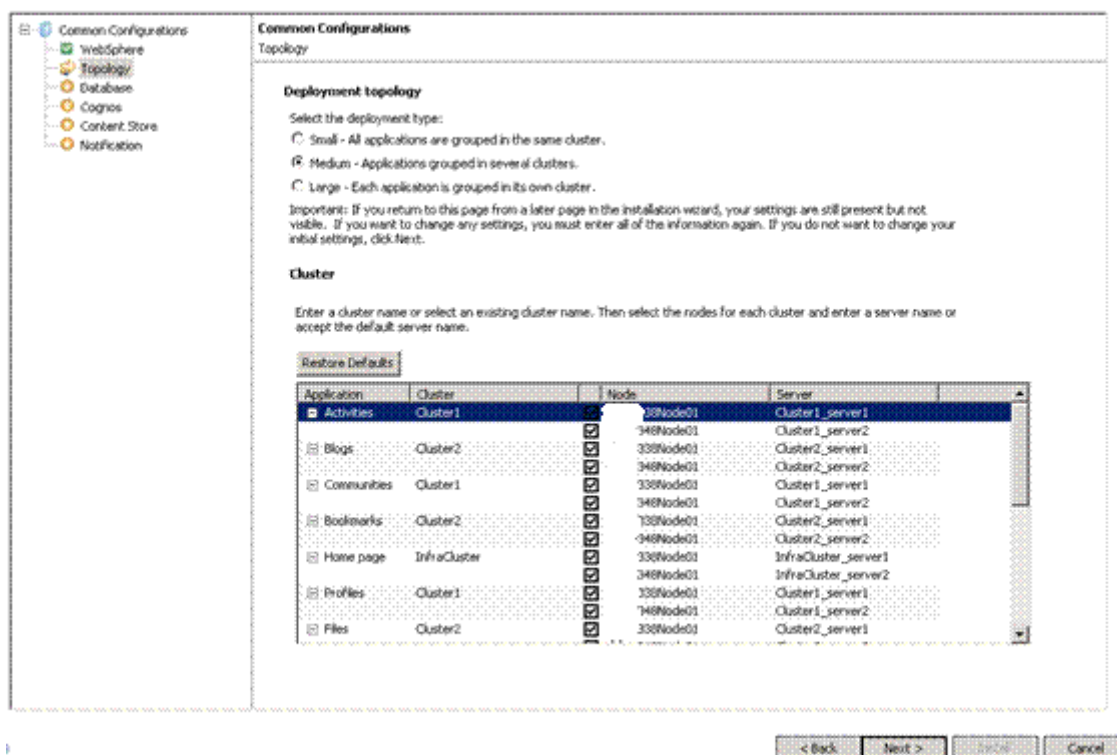 Common Configurations
WebSphere
Topology
Database
Cognos
Content Store
Notification
Common Configurations
Topology
Deployment topology
Select the deployment type:
Small - All applications are grouped in the same cluster.
Medium - Applications grouped in several clusters.
Large - Each application is grouped in its own cluster.
Important: If you return to this page from a later page in the installation wizard, your settings are still present but not
visible. If you want to change any settings, you must enter all of the information again. If you do not want to change your
initial settings, click Next.
Cluster
Enter a cluster name or select an existing cluster name. Then select the nodes for each cluster and enter a server name or
accept the default server name.
Restore Defaults
Application Cluster Node Server
Activities Cluster1 38Node01 Cluster1_server1
348Node01 Cluster1_server2
Blogs Cluster2 338Node01 Cluster2_server1
348Node01 Cluster2_server2
Communities Cluster1 338Node01 Cluster1_server1
348Node01 Cluster1_server2
Bookmarks Cluster2 338Node01 Cluster2_server1
348Node01 Cluster2_server2
Home page InfraCluster 338Node01 InfraCluster_server1
348Node01 InfraCluster_server2
Profiles Cluster1 338Node01 Cluster1_server1
348Node01 Cluster1_server2
Files Cluster2 338Node01 Cluster2_server1
< Back Next > Cancel